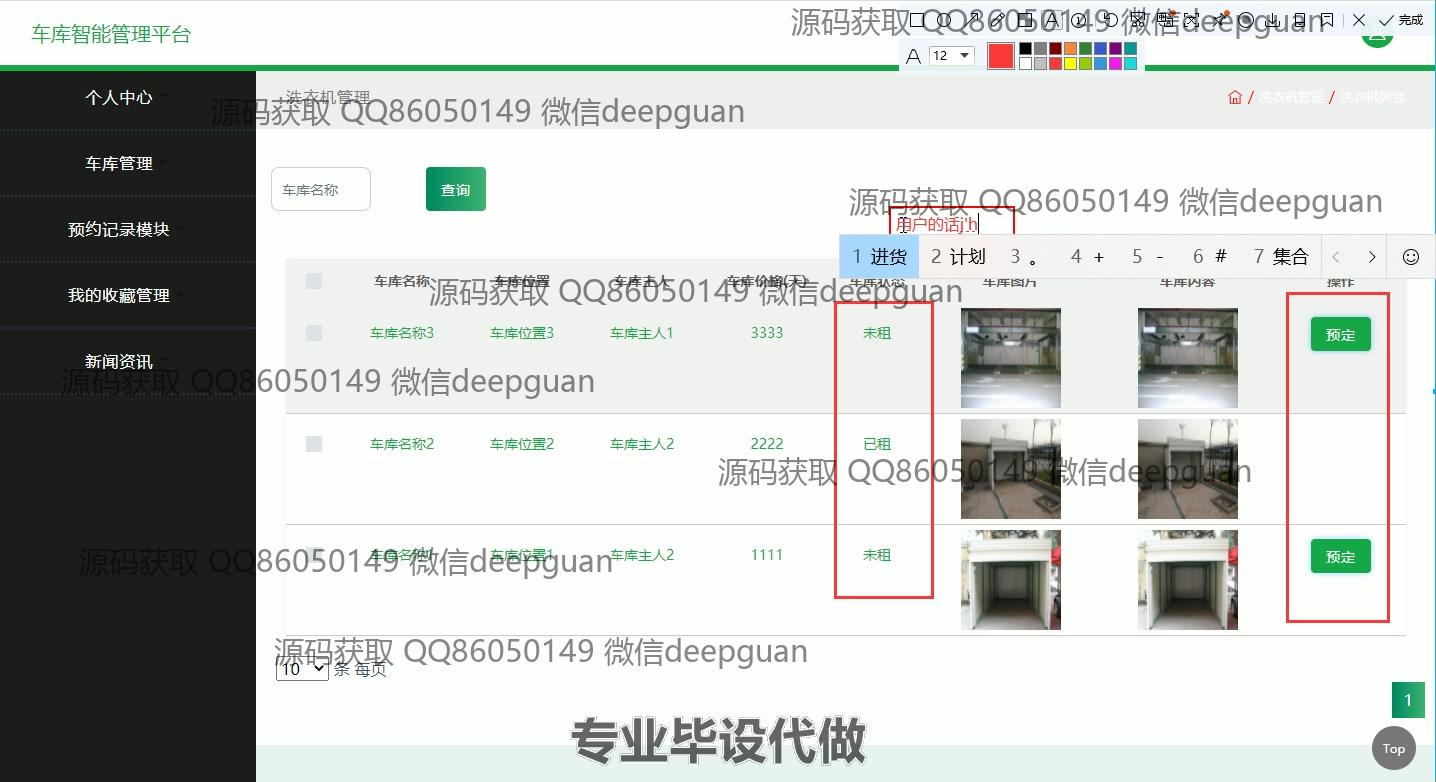 车库智能管理平台
源码获取 QQ86050149 微信deepguan
完成
A
12
个人中心
洗衣机管理
源码获取 QQ86050149 微信deepguan
/ 洗衣机管理 / 洗衣机列表
车库管理
车库名称
查询
源码获取 QQ86050149 微信deepguan
预约记录模块
用户的话j'h
1 进货 2 计划 3 。 4 + 5 - 6 # 7 集合
车库名称 车库位置 车库主人 车库价格(天) 车库状态 车库图片 车库内容 操作
源码获取 QQ86050149 微信deepguan
我的收藏管理
车库名称3 车库位置3 车库主人1 3333 未租 预定
新闻资讯
源码获取 QQ86050149 微信deepguan
车库名称2 车库位置2 车库主人2 2222 已租
源码获取 QQ86050149 微信deepguan
车库名称1 车库位置1 车库主人2 1111 未租 预定
源码获取 QQ86050149 微信deepguan
源码获取 QQ86050149 微信deepguan
10 条 每页
1
专业毕设代做
Top